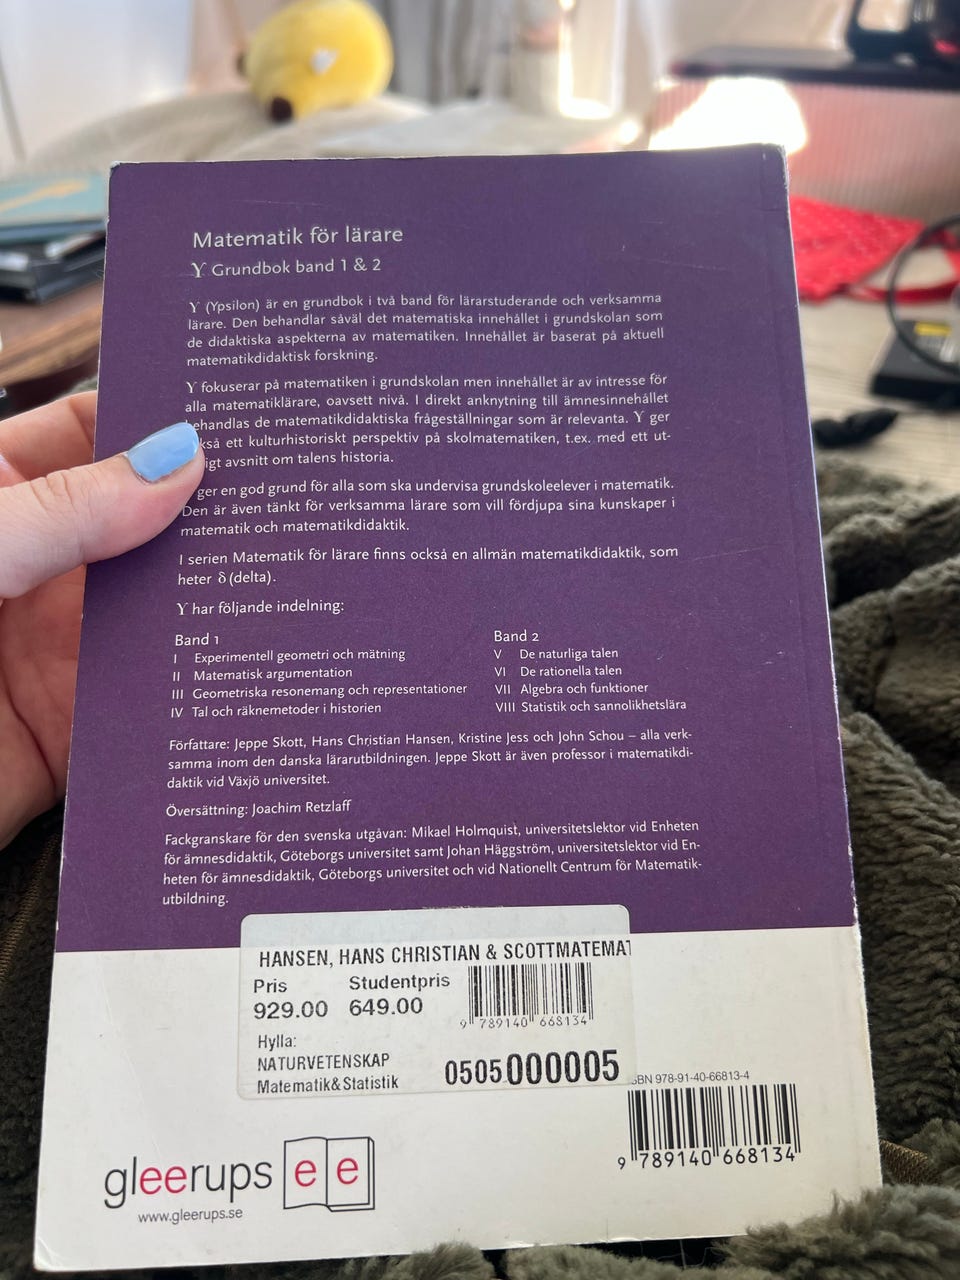 Matematik för lärare
ϒ Grundbok band 1 & 2
ϒ (Ypsilon) är en grundbok i två band för lärarstuderande och verksamma
lärare. Den behandlar såväl det matematiska innehållet i grundskolan som
de didaktiska aspekterna av matematiken. Innehållet är baserat på aktuell
matematikdidaktisk forskning.
ϒ fokuserar på matematiken i grundskolan men innehållet är av intresse för
alla matematiklärare, oavsett nivå. I direkt anknytning till ämnesinnehållet
behandlas de matematikdidaktiska frågeställningar som är relevanta. ϒ ger
ett kulturhistoriskt perspektiv på skolmatematiken, t.ex. med ett ut-
avsnitt om talens historia.
ger en god grund för alla som ska undervisa grundskoleelever i matematik.
Den är även tänkt för verksamma lärare som vill fördjupa sina kunskaper i
matematik och matematikdidaktik.
I serien Matematik för lärare finns också en allmän matematikdidaktik, som
heter δ (delta).
ϒ har följande indelning:
Band 1
I Experimentell geometri och mätning
II Matematisk argumentation
III Geometriska resonemang och representationer
IV Tal och räknemetoder i historien
Band 2
V De naturliga talen
VI De rationella talen
VII Algebra och funktioner
VIII Statistik och sannolikhetslära
Författare: Jeppe Skott, Hans Christian Hansen, Kristine Jess och John Schou – alla verk-
samma inom den danska lärarutbildningen. Jeppe Skott är även professor i matematikdi-
daktik vid Växjö universitet.
Översättning: Joachim Retzlaff
Fackgranskare för den svenska utgåvan: Mikael Holmquist, universitetslektor vid Enheten
för ämnesdidaktik, Göteborgs universitet samt Johan Häggström, universitetslektor vid En-
heten för ämnesdidaktik, Göteborgs universitet och vid Nationellt Centrum för Matematik-
utbildning.
HANSEN, HANS CHRISTIAN & SCOTTMATEMAT
Pris Studentpris
929.00 649.00
9 789140 668134
Hylla:
NATURVETENSKAP
Matematik&Statistik
0505000005
ISBN 978-91-40-66813-4
9 789140 668134
gleerups ee
www.gleerups.se